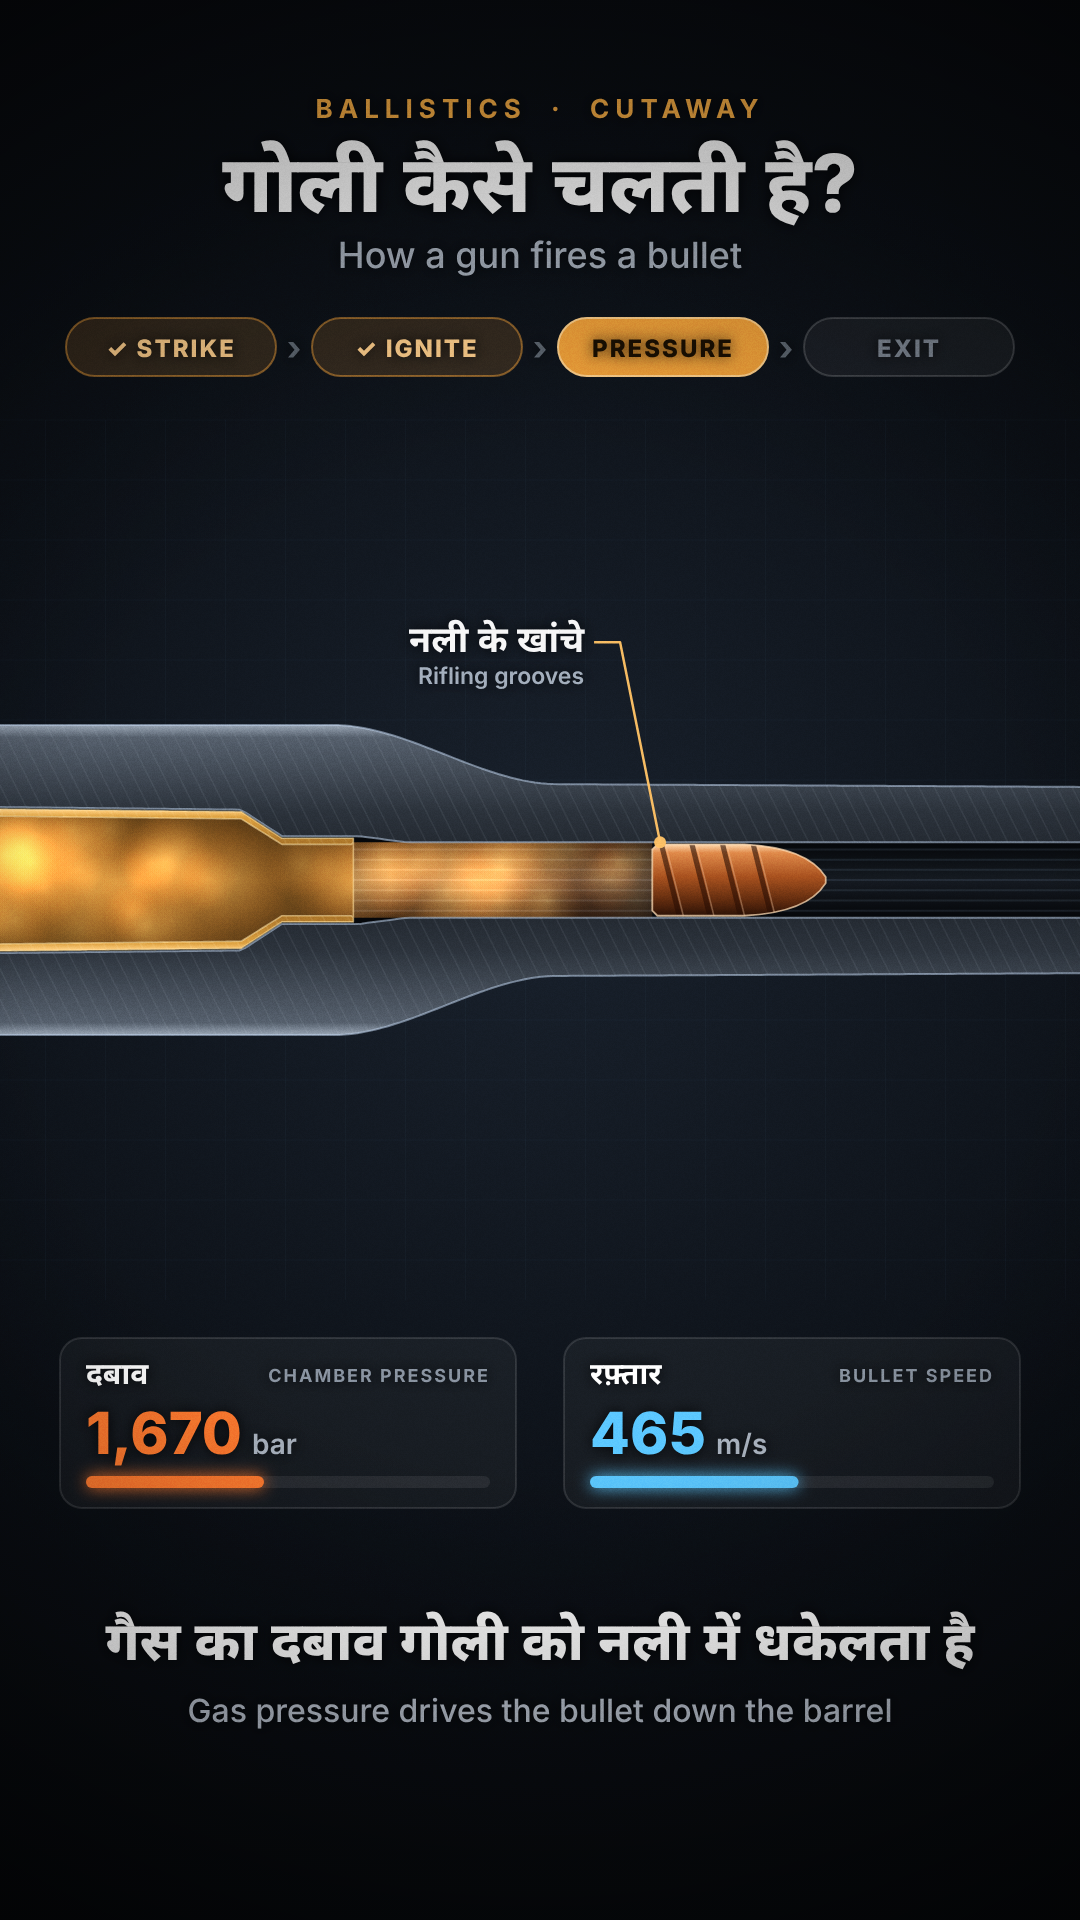 BALLISTICS · CUTAWAY
गोली कैसे चलती है?
How a gun fires a bullet
✓ STRIKE › ✓ IGNITE › PRESSURE › EXIT
नली के खांचे
Rifling grooves
दबाव CHAMBER PRESSURE
1,670 bar
रफ़्तार BULLET SPEED
465 m/s
गैस का दबाव गोली को नली में धकेलता है
Gas pressure drives the bullet down the barrel